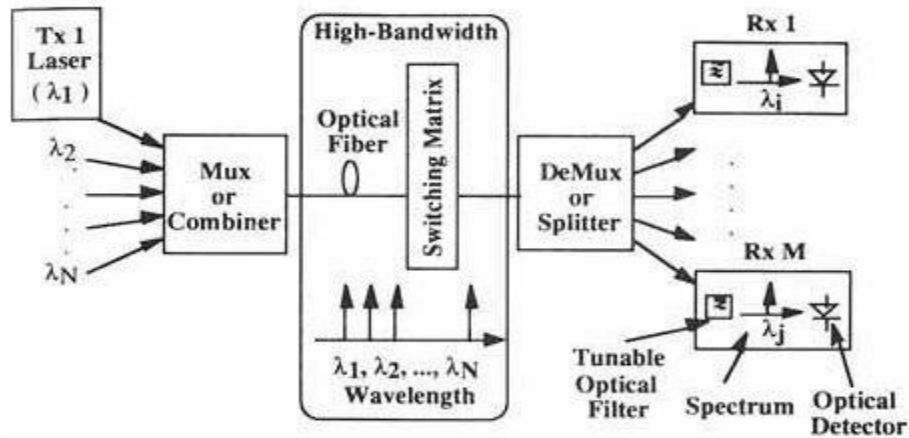 Tx 1
Laser
( λ1 )
λ2
λN
Mux
or
Combiner
High-Bandwidth
Optical
Fiber
Switching Matrix
λ1, λ2, ..., λN
Wavelength
DeMux
or
Splitter
Rx 1
λi
Rx M
λj
Tunable
Optical
Filter
Spectrum
Optical
Detector